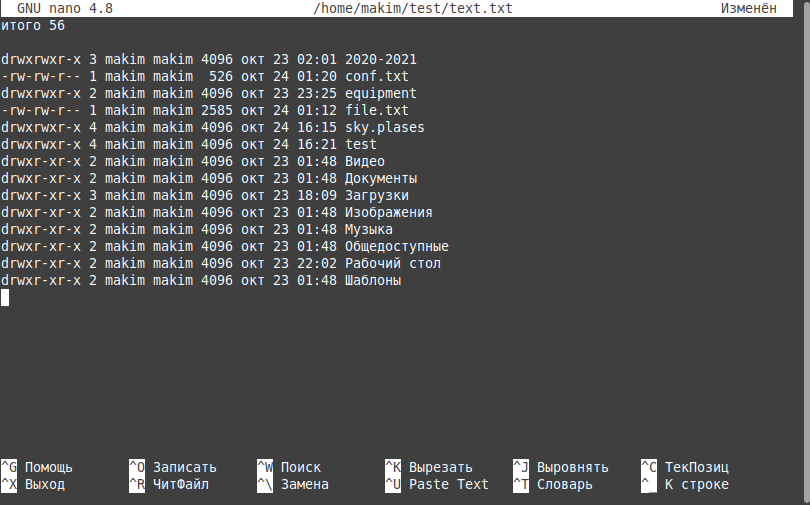 GNU nano 4.8 /home/makim/test/text.txt Изменён
итого 56
drwxrwxr-x 3 makim makim 4096 окт 23 02:01 2020-2021
-rw-rw-r-- 1 makim makim  526 окт 24 01:20 conf.txt
drwxrwxr-x 2 makim makim 4096 окт 23 23:25 equipment
-rw-rw-r-- 1 makim makim 2585 окт 24 01:12 file.txt
drwxrwxr-x 4 makim makim 4096 окт 24 16:15 sky.plases
drwxrwxr-x 4 makim makim 4096 окт 24 16:21 test
drwxr-xr-x 2 makim makim 4096 окт 23 01:48 Видео
drwxr-xr-x 2 makim makim 4096 окт 23 01:48 Документы
drwxr-xr-x 3 makim makim 4096 окт 23 18:09 Загрузки
drwxr-xr-x 2 makim makim 4096 окт 23 01:48 Изображения
drwxr-xr-x 2 makim makim 4096 окт 23 01:48 Музыка
drwxr-xr-x 2 makim makim 4096 окт 23 01:48 Общедоступные
drwxr-xr-x 2 makim makim 4096 окт 23 22:02 Рабочий стол
drwxr-xr-x 2 makim makim 4096 окт 23 01:48 Шаблоны
^G Помощь ^O Записать ^W Поиск ^K Вырезать ^J Выровнять ^C ТекПозиц
^X Выход ^R ЧитФайл ^\ Замена ^U Paste Text ^T Словарь ^_ К строке